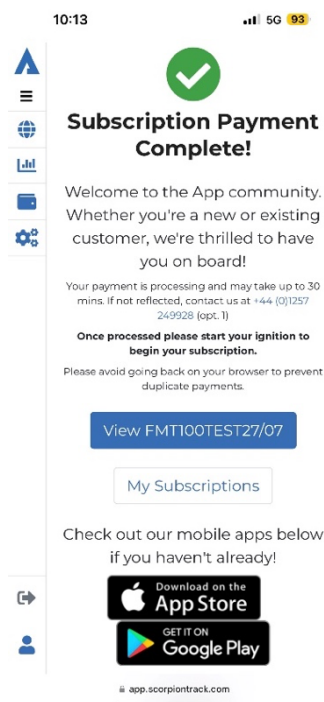 10:13
5G 93
Subscription Payment
Complete!
Welcome to the App community.
Whether you're a new or existing
customer, we're thrilled to have
you on board!
Your payment is processing and may take up to 30
mins. If not reflected, contact us at +44 (0)1257
249928 (opt. 1)
Once processed please start your ignition to
begin your subscription.
Please avoid going back on your browser to prevent
duplicate payments.
View FMT100TEST27/07
My Subscriptions
Check out our mobile apps below
if you haven't already!
Download on the
App Store
GET IT ON
Google Play
app.scorpiontrack.com